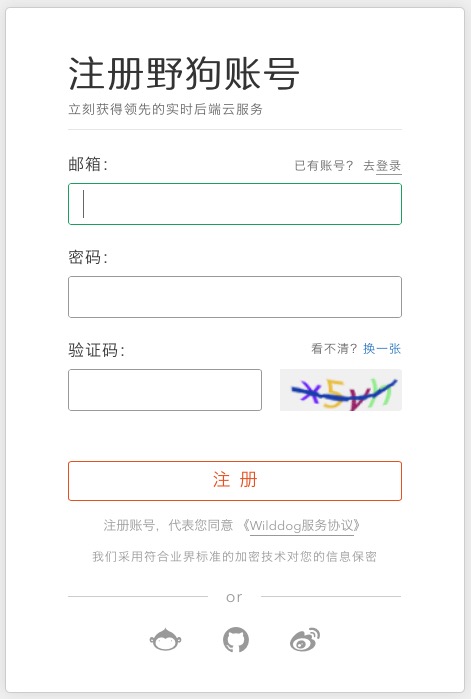 注册野狗账号
立刻获得领先的实时后端云服务
邮箱：
已有账号？ 去登录
密码：
验证码：
看不清？换一张
x5yh
注 册
注册账号，代表您同意 《Wilddog服务协议》
我们采用符合业界标准的加密技术对您的信息保密
or